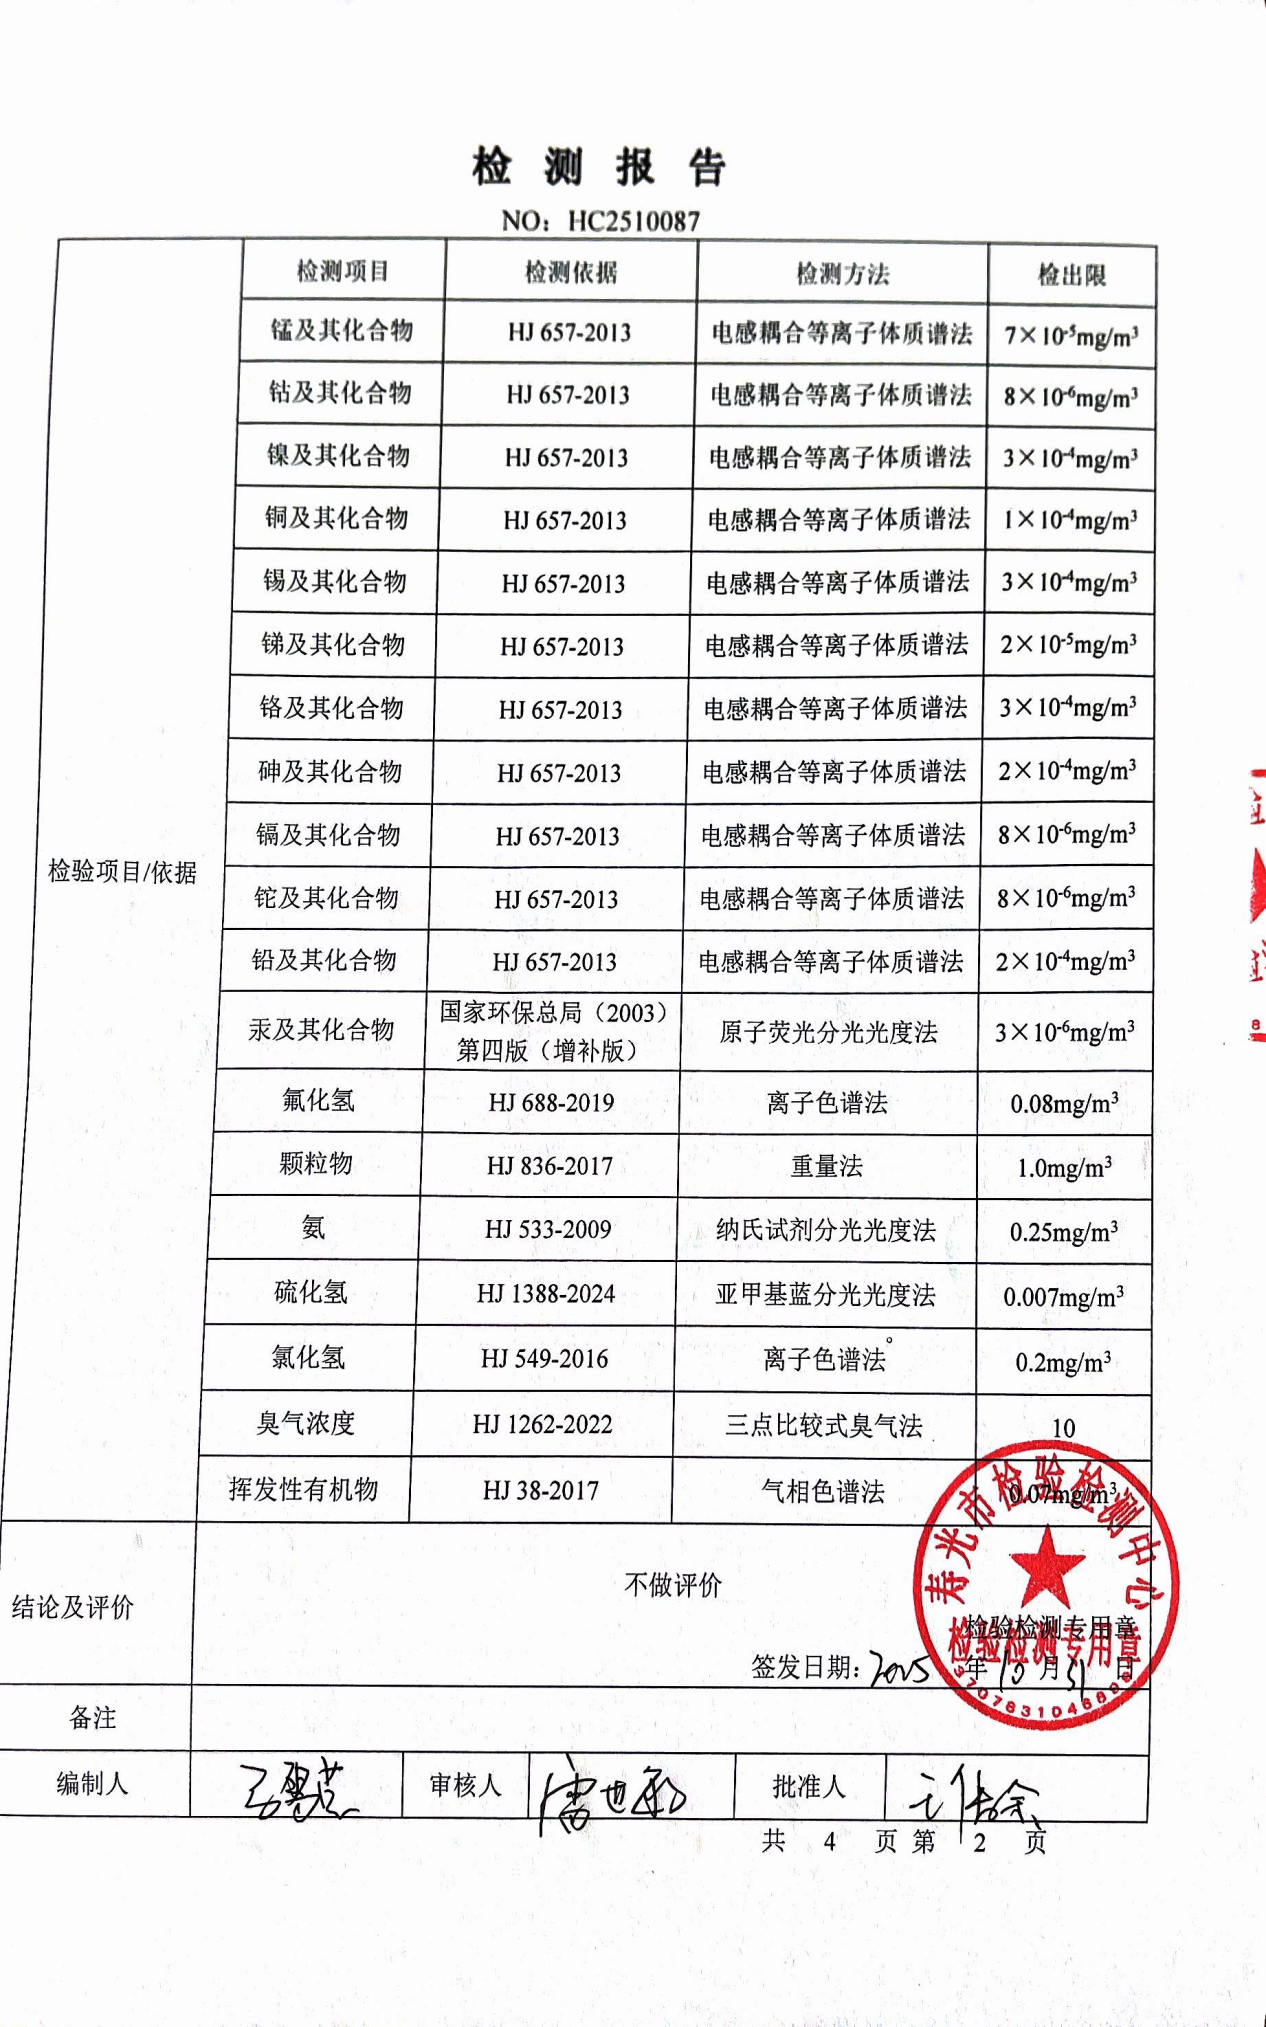 检 测 报 告
NO：HC2510087
检测项目 检测依据 检测方法 检出限
锰及其化合物 HJ 657-2013 电感耦合等离子体质谱法 7×10⁻⁵mg/m³
钴及其化合物 HJ 657-2013 电感耦合等离子体质谱法 8×10⁻⁶mg/m³
镍及其化合物 HJ 657-2013 电感耦合等离子体质谱法 3×10⁻⁴mg/m³
铜及其化合物 HJ 657-2013 电感耦合等离子体质谱法 1×10⁻⁴mg/m³
锡及其化合物 HJ 657-2013 电感耦合等离子体质谱法 3×10⁻⁴mg/m³
锑及其化合物 HJ 657-2013 电感耦合等离子体质谱法 2×10⁻⁵mg/m³
铬及其化合物 HJ 657-2013 电感耦合等离子体质谱法 3×10⁻⁴mg/m³
砷及其化合物 HJ 657-2013 电感耦合等离子体质谱法 2×10⁻⁴mg/m³
镉及其化合物 HJ 657-2013 电感耦合等离子体质谱法 8×10⁻⁶mg/m³
检验项目/依据
铊及其化合物 HJ 657-2013 电感耦合等离子体质谱法 8×10⁻⁶mg/m³
铅及其化合物 HJ 657-2013 电感耦合等离子体质谱法 2×10⁻⁴mg/m³
汞及其化合物 国家环保总局（2003）第四版（增补版） 原子荧光分光光度法 3×10⁻⁶mg/m³
氟化氢 HJ 688-2019 离子色谱法 0.08mg/m³
颗粒物 HJ 836-2017 重量法 1.0mg/m³
氨 HJ 533-2009 纳氏试剂分光光度法 0.25mg/m³
硫化氢 HJ 1388-2024 亚甲基蓝分光光度法 0.007mg/m³
氯化氢 HJ 549-2016 离子色谱法 0.2mg/m³
臭气浓度 HJ 1262-2022 三点比较式臭气法 10
挥发性有机物 HJ 38-2017 气相色谱法 0.07mg/m³
寿光市检验检测中心
结论及评价 不做评价
检验检测专用章
检验检测专用章
签发日期：2025 年 10 月 31 日
备注
编制人 审核人 批准人
共 4 页 第 2 页